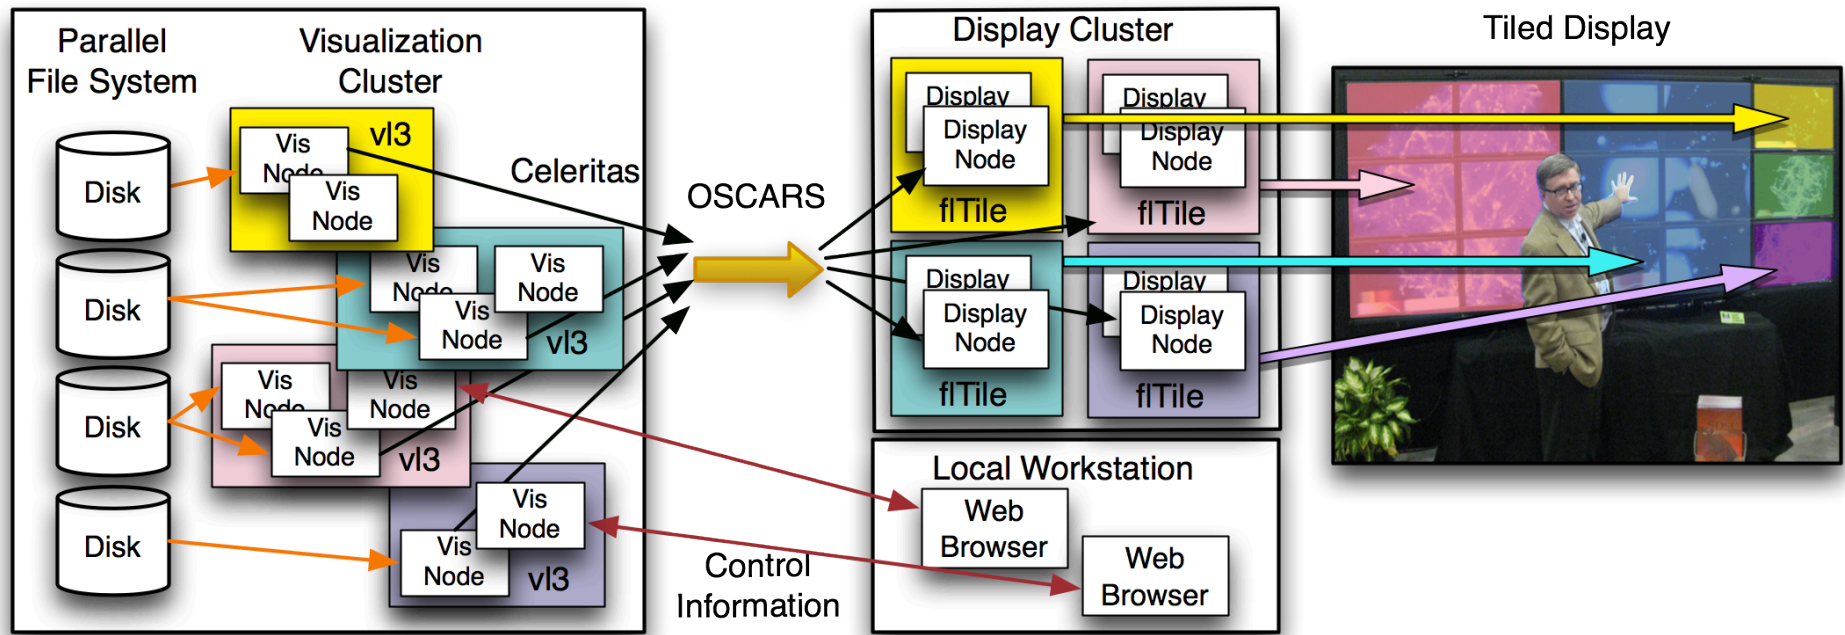 Parallel
File System
Visualization
Cluster
Disk
Disk
Disk
Disk
vl3
Vis
Node
Vis
Node
Vis
Node
Vis
Node
Vis
Node
vl3
Vis
Node
Vis
Node
Vis
Node
vl3
Vis
Node
Vis
Node
vl3
Celeritas
OSCARS
Control
Information
Display Cluster
Display
Display
Node
flTile
Display
Display
Node
flTile
Display
Display
Node
flTile
Display
Display
Node
flTile
Local Workstation
Web
Browser
Web
Browser
Tiled Display